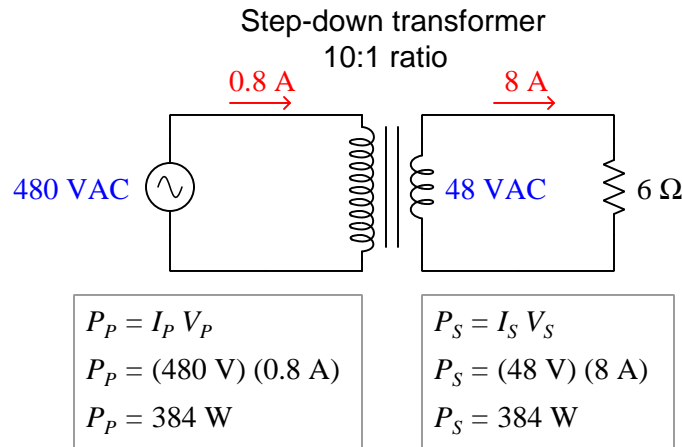 Step-down transformer
10:1 ratio
0.8 A
8 A
480 VAC
48 VAC
6 Ω
P_P = I_P V_P
P_P = (480 V) (0.8 A)
P_P = 384 W
P_S = I_S V_S
P_S = (48 V) (8 A)
P_S = 384 W